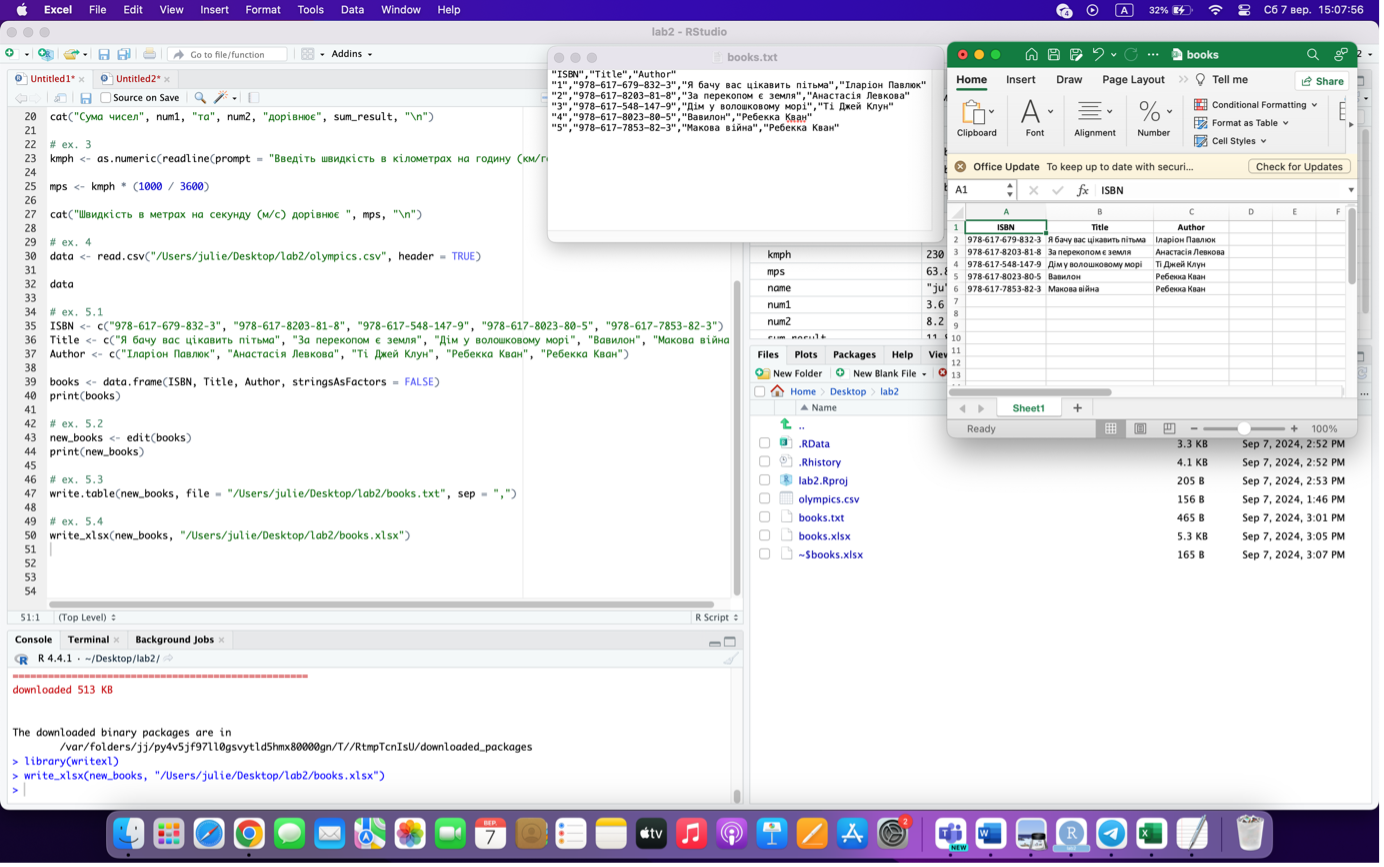 Excel File Edit View Insert Format Tools Data Window Help
A 32% Сб 7 вер. 15:07:56
lab2 - RStudio
Go to file/function Addins
Untitled1* Untitled2*
Source on Save
20 cat("Сума чисел", num1, "та", num2, "дорівнює", sum_result, "\n")
21
22 # ex. 3
23 kmph <- as.numeric(readline(prompt = "Введіть швидкість в кілометрах на годину
24
25 mps <- kmph * (1000 / 3600)
26
27 cat("Швидкість в метрах на секунду (м/с) дорівнює ", mps, "\n")
28
29 # ex. 4
30 data <- read.csv("/Users/julie/Desktop/lab2/olympics.csv", header = TRUE)
31
32 data
33
34 # ex. 5.1
35 ISBN <- c("978-617-679-832-3", "978-617-8203-81-8", "978-617-548-147-9", "978-617-8023-80-5", "978-617-7853-82-3")
36 Title <- c("Я бачу вас цікавить пітьма", "За перекопом є земля", "Дім у волошковому морі", "Вавилон", "Макова війна
37 Author <- c("Іларіон Павлюк", "Анастасія Левкова", "Ті Джей Клун", "Ребекка Кван", "Ребекка Кван")
38
39 books <- data.frame(ISBN, Title, Author, stringsAsFactors = FALSE)
40 print(books)
41
42 # ex. 5.2
43 new_books <- edit(books)
44 print(new_books)
45
46 # ex. 5.3
47 write.table(new_books, file = "/Users/julie/Desktop/lab2/books.txt", sep = ",")
48
49 # ex. 5.4
50 write_xlsx(new_books, "/Users/julie/Desktop/lab2/books.xlsx")
51
52
53
54
51:1 (Top Level) R Script
Console Terminal Background Jobs
R 4.4.1 · ~/Desktop/lab2/
downloaded 513 KB
The downloaded binary packages are in
/var/folders/jj/py4v5jf97ll0gsvytld5hmx80000gn/T//RtmpTcnIsU/downloaded_packages
> library(writexl)
> write_xlsx(new_books, "/Users/julie/Desktop/lab2/books.xlsx")
>
books.txt
"ISBN","Title","Author"
"1","978-617-679-832-3","Я бачу вас цікавить пітьма","Іларіон Павлюк"
"2","978-617-8203-81-8","За перекопом є земля","Анастасія Левкова"
"3","978-617-548-147-9","Дім у волошковому морі","Ті Джей Клун"
"4","978-617-8023-80-5","Вавилон","Ребекка Кван"
"5","978-617-7853-82-3","Макова війна","Ребекка Кван"
kmph 230
mps 63.8
name "ju"
num1 3.6
num2 8.2
Files Plots Packages Help
New Folder New Blank File
Home Desktop lab2
Name
..
.RData 3.3 KB Sep 7, 2024, 2:52 PM
.Rhistory 4.1 KB Sep 7, 2024, 2:52 PM
lab2.Rproj 205 B Sep 7, 2024, 2:53 PM
olympics.csv 156 B Sep 7, 2024, 1:46 PM
books.txt 465 B Sep 7, 2024, 3:01 PM
books.xlsx 5.3 KB Sep 7, 2024, 3:05 PM
~$books.xlsx 165 B Sep 7, 2024, 3:07 PM
books
Home Insert Draw Page Layout Tell me Share
Clipboard Font Alignment Number
Conditional Formatting
Format as Table
Cell Styles
Office Update To keep up to date with securi... Check for Updates
A1 fx ISBN
A B C D E F
1 ISBN Title Author
2 978-617-679-832-3 Я бачу вас цікавить пітьма Іларіон Павлюк
3 978-617-8203-81-8 За перекопом є земля Анастасія Левкова
4 978-617-548-147-9 Дім у волошковому морі Ті Джей Клун
5 978-617-8023-80-5 Вавилон Ребекка Кван
6 978-617-7853-82-3 Макова війна Ребекка Кван
7
8
9
10
11
12
13
Sheet1
Ready 100%
ВЕР.
7
tv
2
NEW